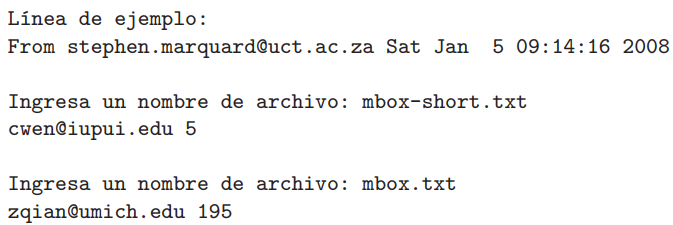 Línea de ejemplo:
From stephen.marquard@uct.ac.za Sat Jan  5 09:14:16 2008
Ingresa un nombre de archivo: mbox-short.txt
cwen@iupui.edu 5
Ingresa un nombre de archivo: mbox.txt
zqian@umich.edu 195